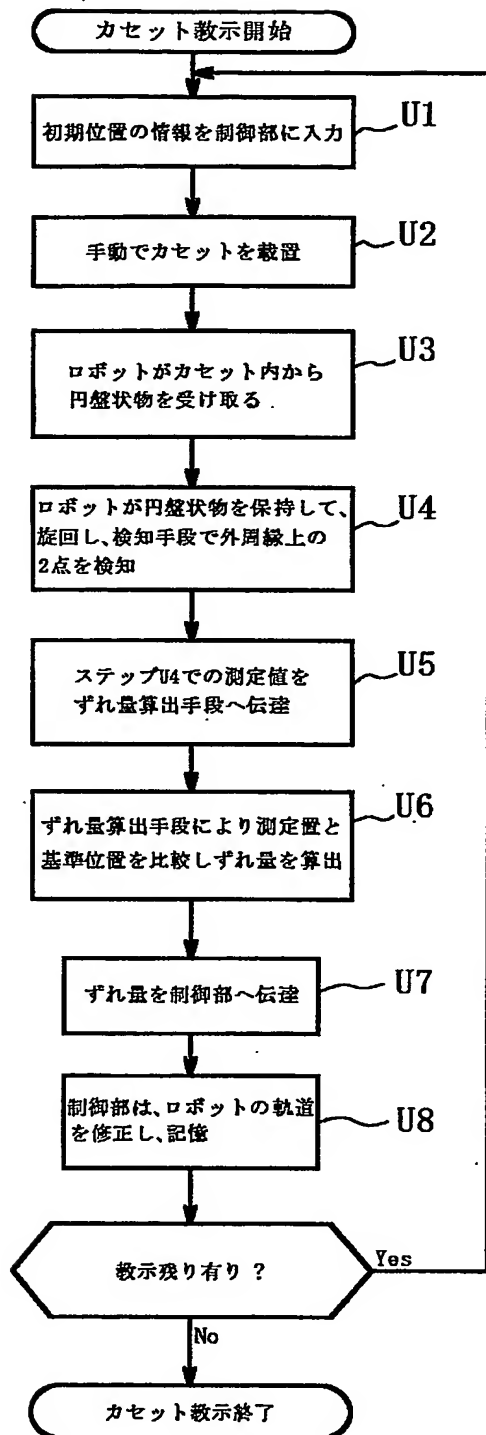 カセット教示開始
初期位置の情報を制御部に入力
U1
手動でカセットを載置
U2
ロボットがカセット内から
円盤状物を受け取る
U3
ロボットが円盤状物を保持して、
旋回し、検知手段で外周縁上の
2点を検知
U4
ステップU4での測定値を
ずれ量算出手段へ伝達
U5
ずれ量算出手段により測定置と
基準位置を比較しずれ量を算出
U6
ずれ量を制御部へ伝達
U7
制御部は、ロボットの軌道
を修正し、記憶
U8
教示残り有り？
Yes
No
カセット教示終了